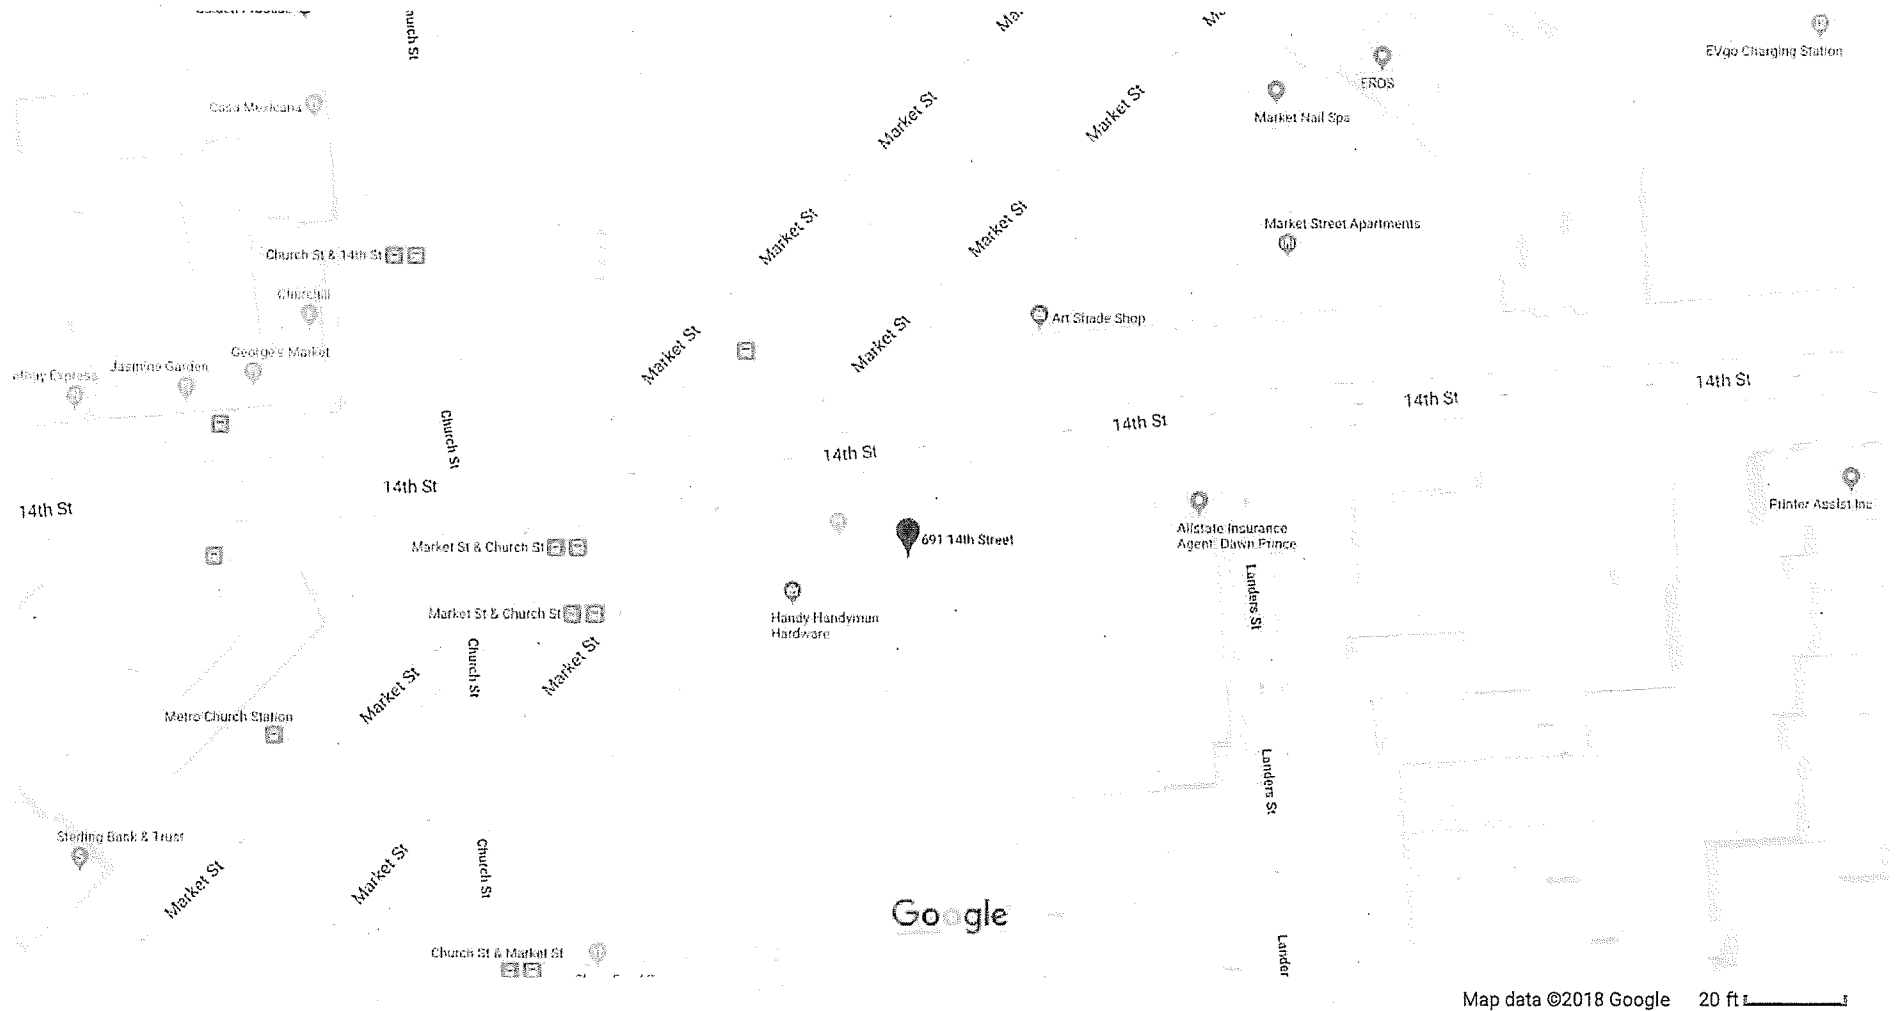 Church St
Ma.
EVgo Charging Station
EROS
Market Nail Spa
Casa Mexicana
Market St
Market St
Market St
Market St
Market Street Apartments
Church St & 14th St
Churchill
Art Shade Shop
Market St
Market St
George's Market
Jasmine Garden
Express
14th St
14th St
14th St
Church St
14th St
14th St
14th St
Printer Assist Inc
691 14th Street
Allstate Insurance
Agent: Dawn Prince
Market St & Church St
Landers St
Market St & Church St
Handy Handyman
Hardware
Church St
Market St
Market St
Metro Church Station
Landers St
Sterling Bank & Trust
Church St
Market St
Market St
Google
Church St & Market St
Lander
Map data ©2018 Google 20 ft